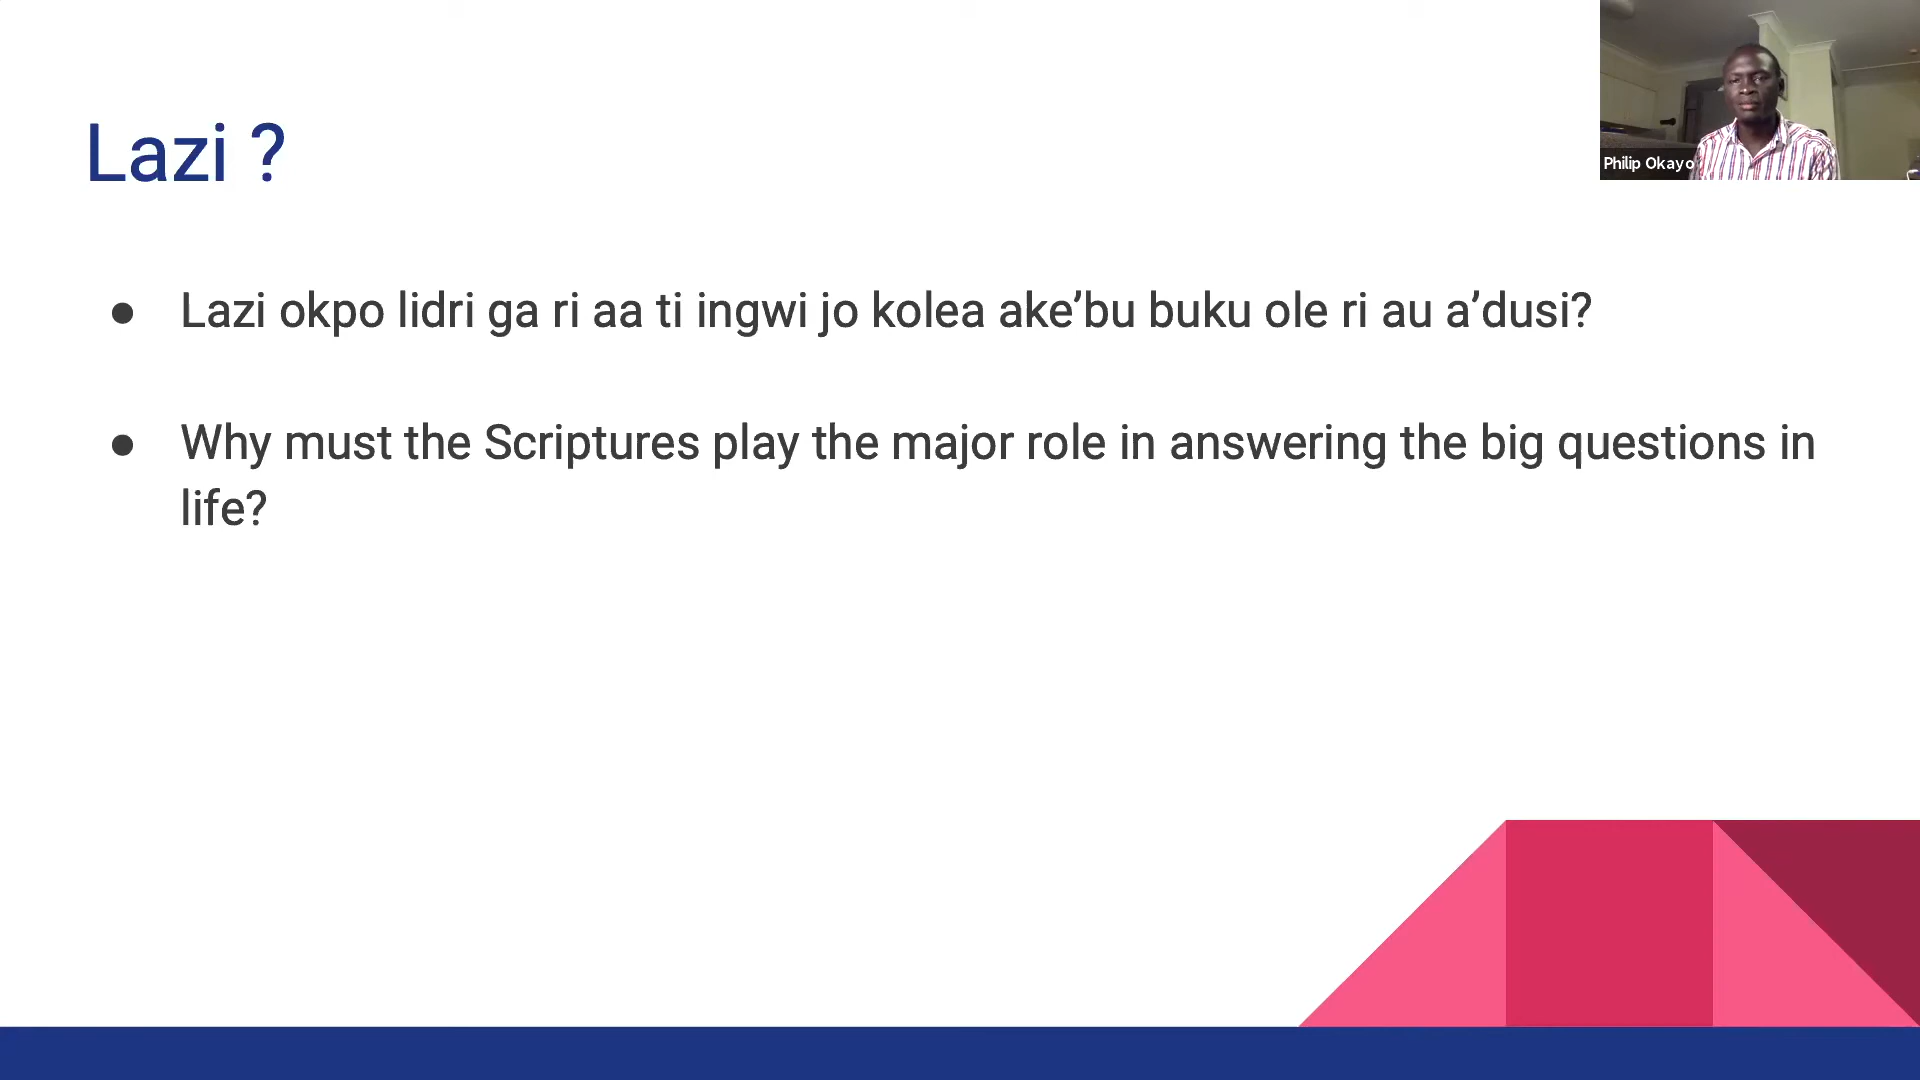 Lazi ?
Philip Okayo
● Lazi okpo lidri ga ri aa ti ingwi jo kolea ake’bu buku ole ri au a’dusi?
● Why must the Scriptures play the major role in answering the big questions in
life?